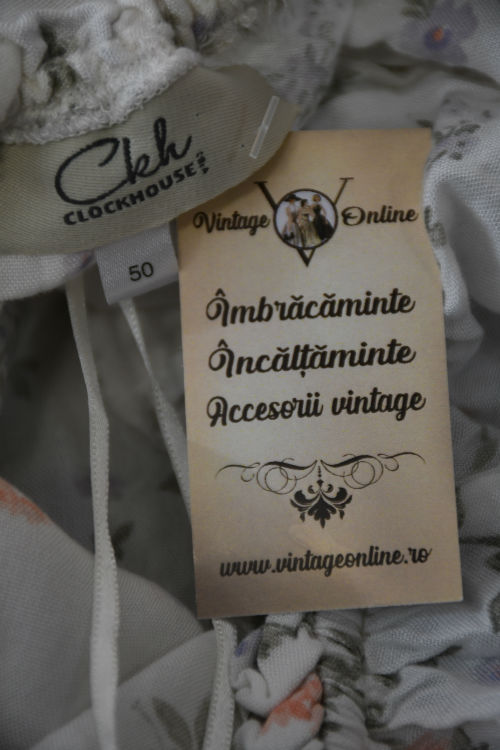 Ckh
CLOCKHOUSE
50
Vintage Online
Îmbrăcăminte
Încălțăminte
Accesorii vintage
www.vintageonline.ro